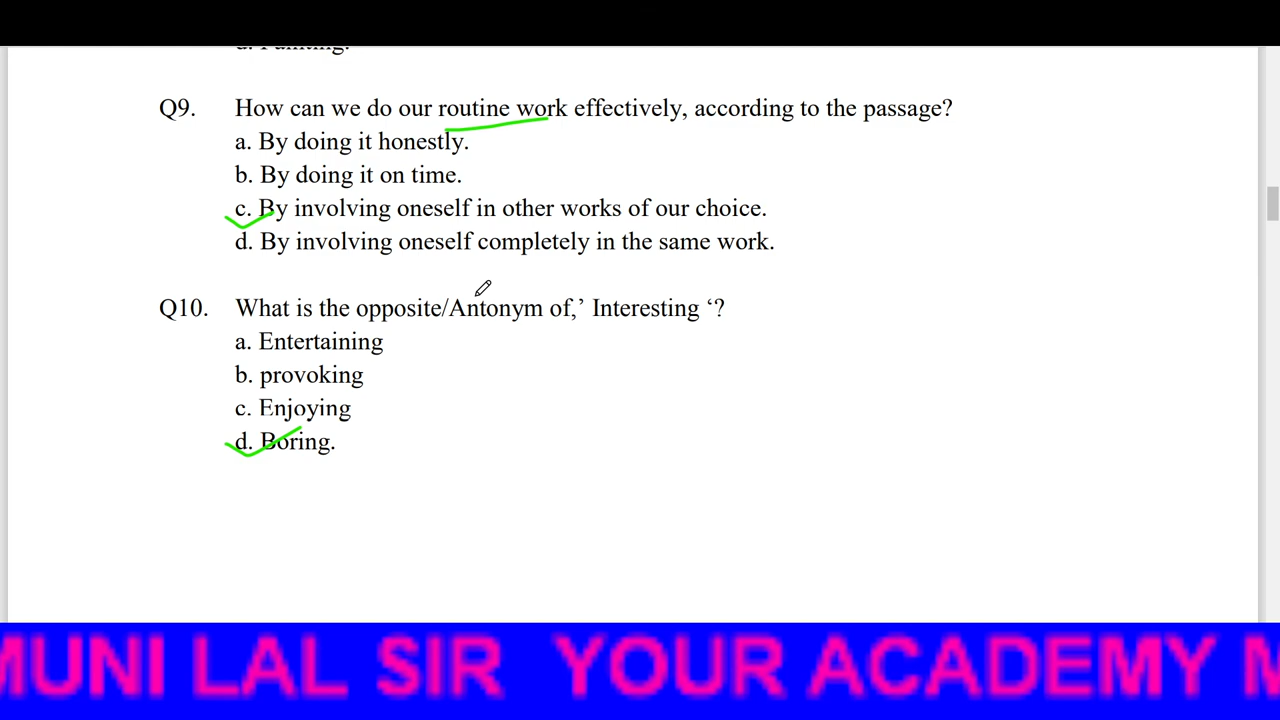 d. Painting.
Q9. How can we do our routine work effectively, according to the passage?
a. By doing it honestly.
b. By doing it on time.
c. By involving oneself in other works of our choice.
d. By involving oneself completely in the same work.
Q10. What is the opposite/Antonym of,’ Interesting ‘?
a. Entertaining
b. provoking
c. Enjoying
d. Boring.
MUNI LAL SIR YOUR ACADEMY M